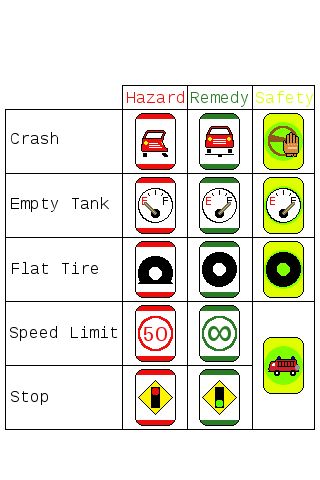 Hazard Remedy Safety
Crash
Empty Tank
E F E F E F
Flat Tire
Speed Limit
50 ∞
Stop